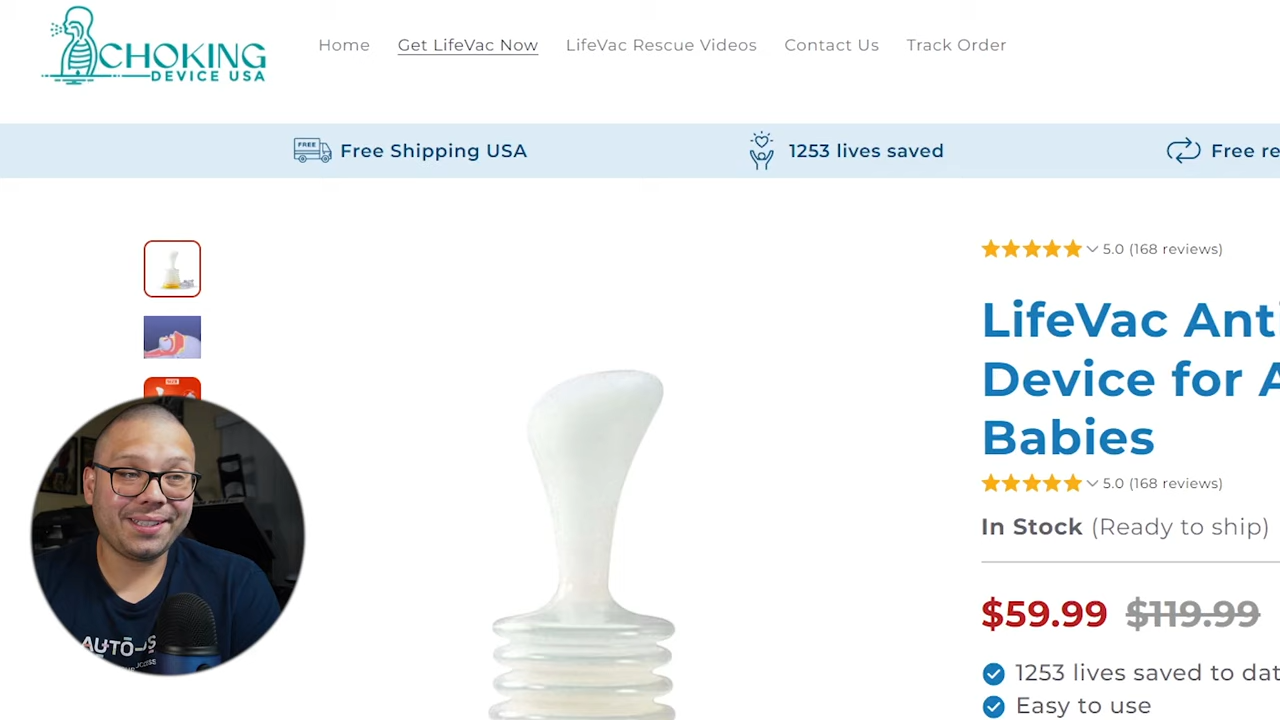 CHOKING
DEVICE USA
Home
Get LifeVac Now
LifeVac Rescue Videos
Contact Us
Track Order
FREE
Free Shipping USA
1253 lives saved
Free re
5.0 (168 reviews)
LifeVac Anti
Device for A
Babies
5.0 (168 reviews)
In Stock (Ready to ship)
$59.99 $119.99
1253 lives saved to dat
Easy to use